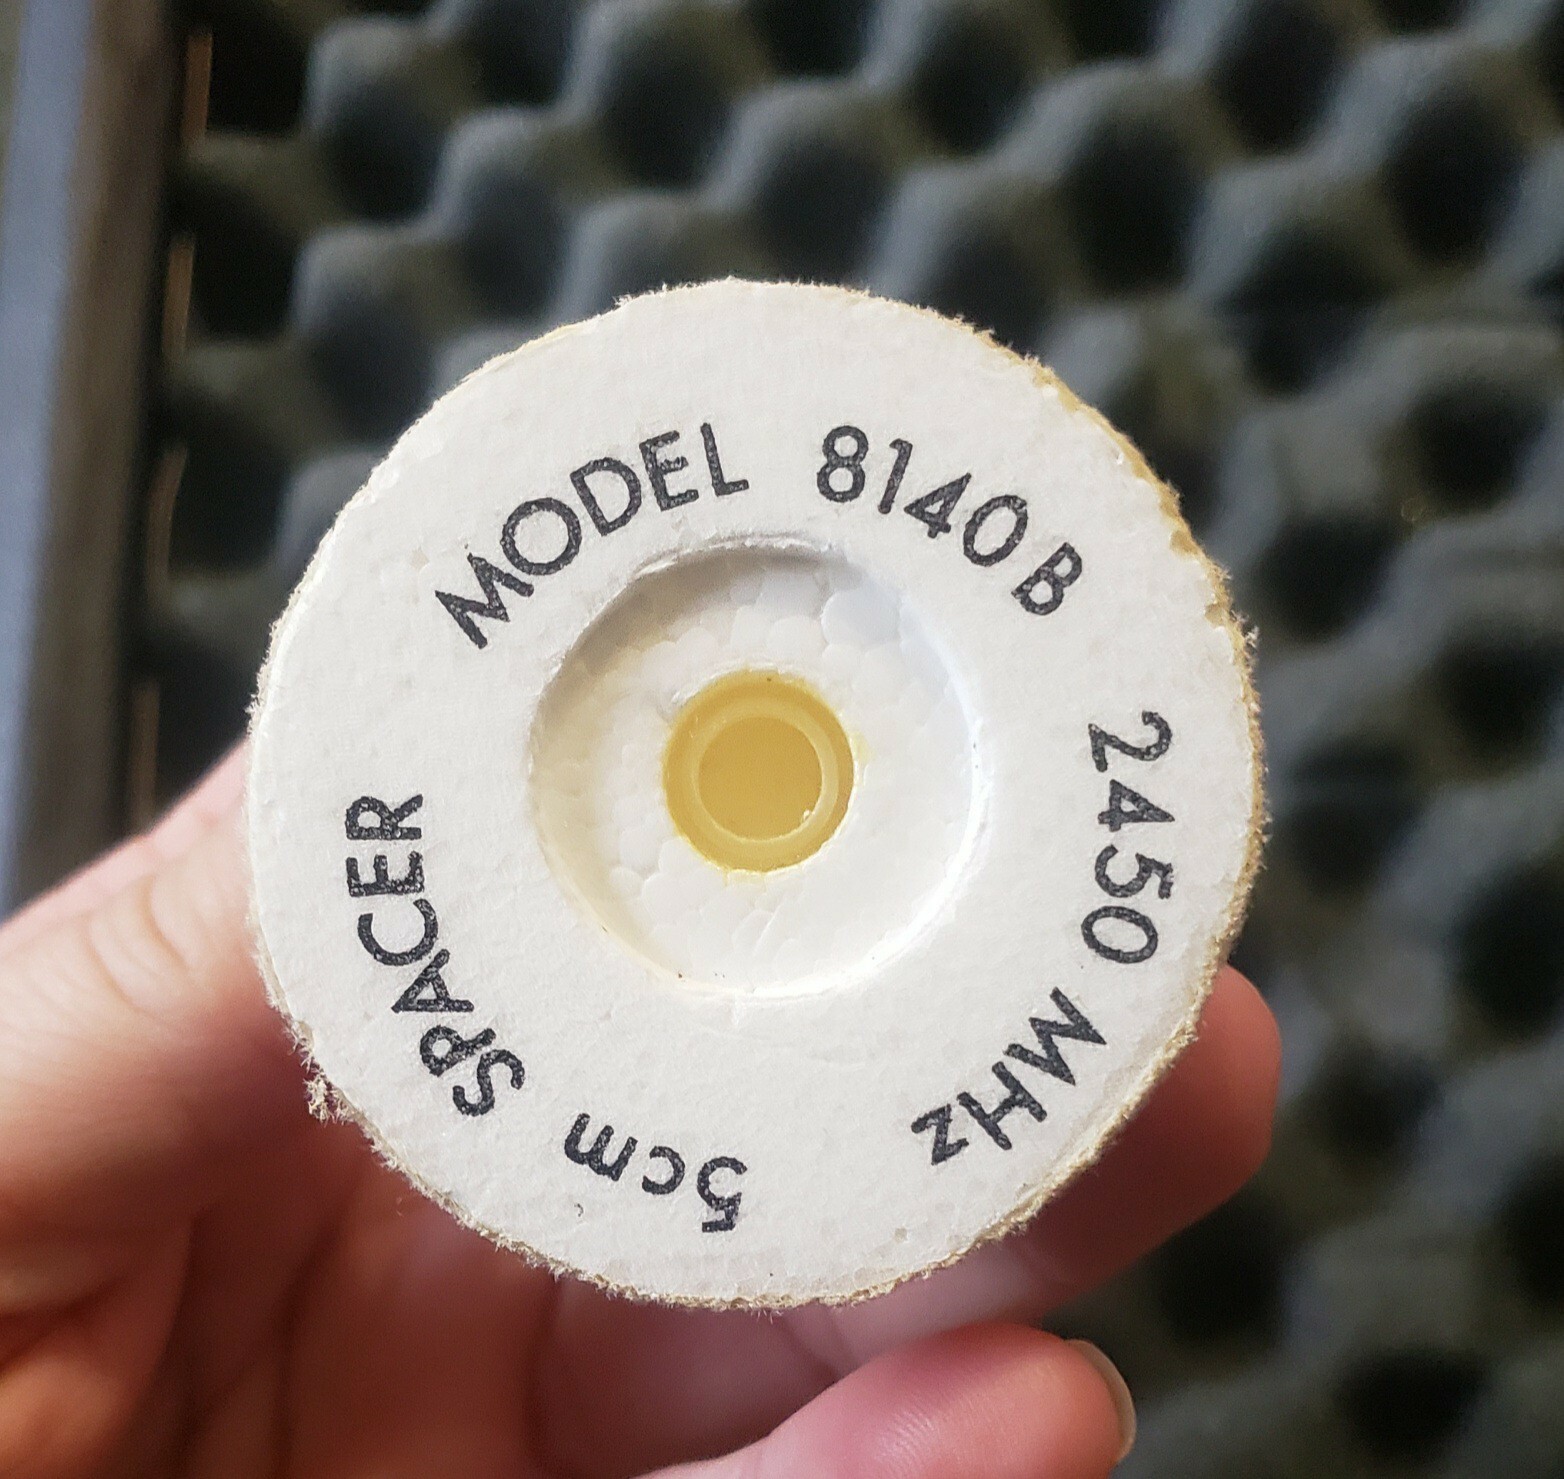 MODEL 8140B
2450 MHz
5cm SPACER